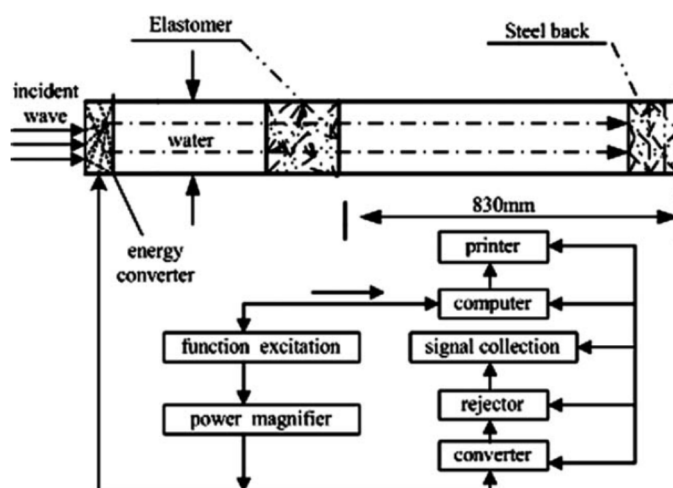 Elastomer
Steel back
incident
wave
water
830mm
energy
converter
printer
computer
function excitation
signal collection
power magnifier
rejector
converter